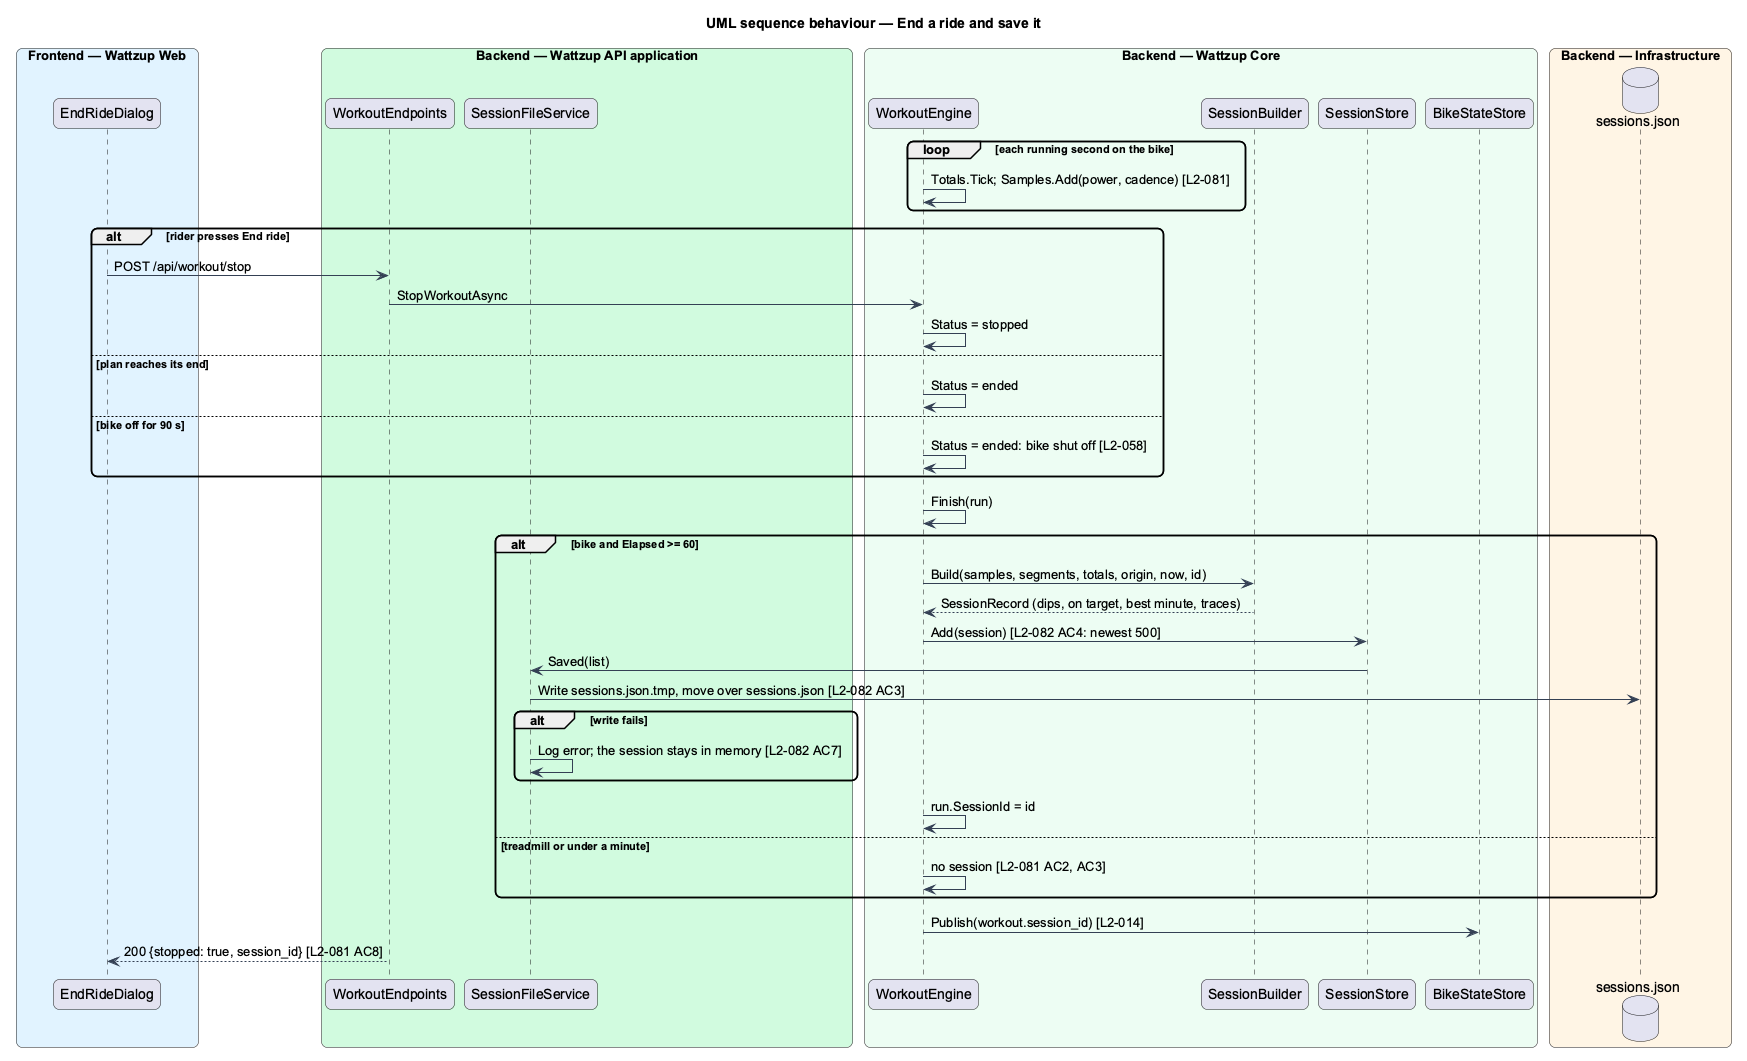 UML sequence behaviour — End a ride and save it
Frontend — Wattzup Web
Backend — Wattzup API application
Backend — Wattzup Core
Backend — Infrastructure
EndRideDialog
WorkoutEndpoints
SessionFileService
WorkoutEngine
SessionBuilder
SessionStore
BikeStateStore
sessions.json
loop
[each running second on the bike]
Totals.Tick; Samples.Add(power, cadence) [L2-081]
alt
[rider presses End ride]
POST /api/workout/stop
StopWorkoutAsync
Status = stopped
[plan reaches its end]
Status = ended
[bike off for 90 s]
Status = ended: bike shut off [L2-058]
Finish(run)
alt
[bike and Elapsed >= 60]
Build(samples, segments, totals, origin, now, id)
SessionRecord (dips, on target, best minute, traces)
Add(session) [L2-082 AC4: newest 500]
Saved(list)
Write sessions.json.tmp, move over sessions.json [L2-082 AC3]
alt
[write fails]
Log error; the session stays in memory [L2-082 AC7]
run.SessionId = id
[treadmill or under a minute]
no session [L2-081 AC2, AC3]
Publish(workout.session_id) [L2-014]
200 {stopped: true, session_id} [L2-081 AC8]
EndRideDialog
WorkoutEndpoints
SessionFileService
WorkoutEngine
SessionBuilder
SessionStore
BikeStateStore
sessions.json